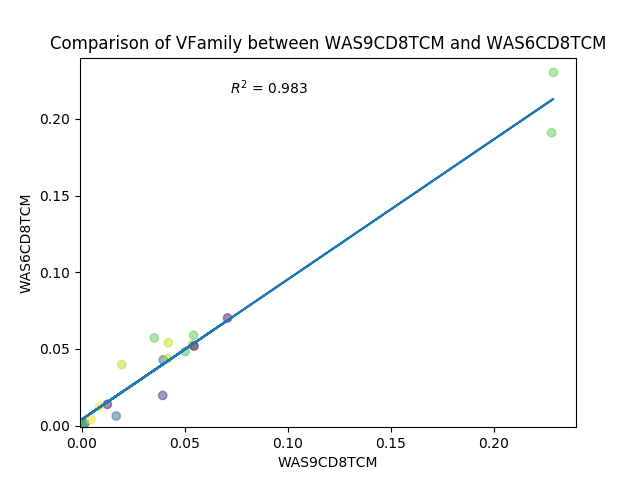 Comparison of VFamily between WAS9CD8TCM and WAS6CD8TCM
R² = 0.983
0.20
0.15
0.10
0.05
0.00
WAS6CD8TCM
0.00 0.05 0.10 0.15 0.20
WAS9CD8TCM